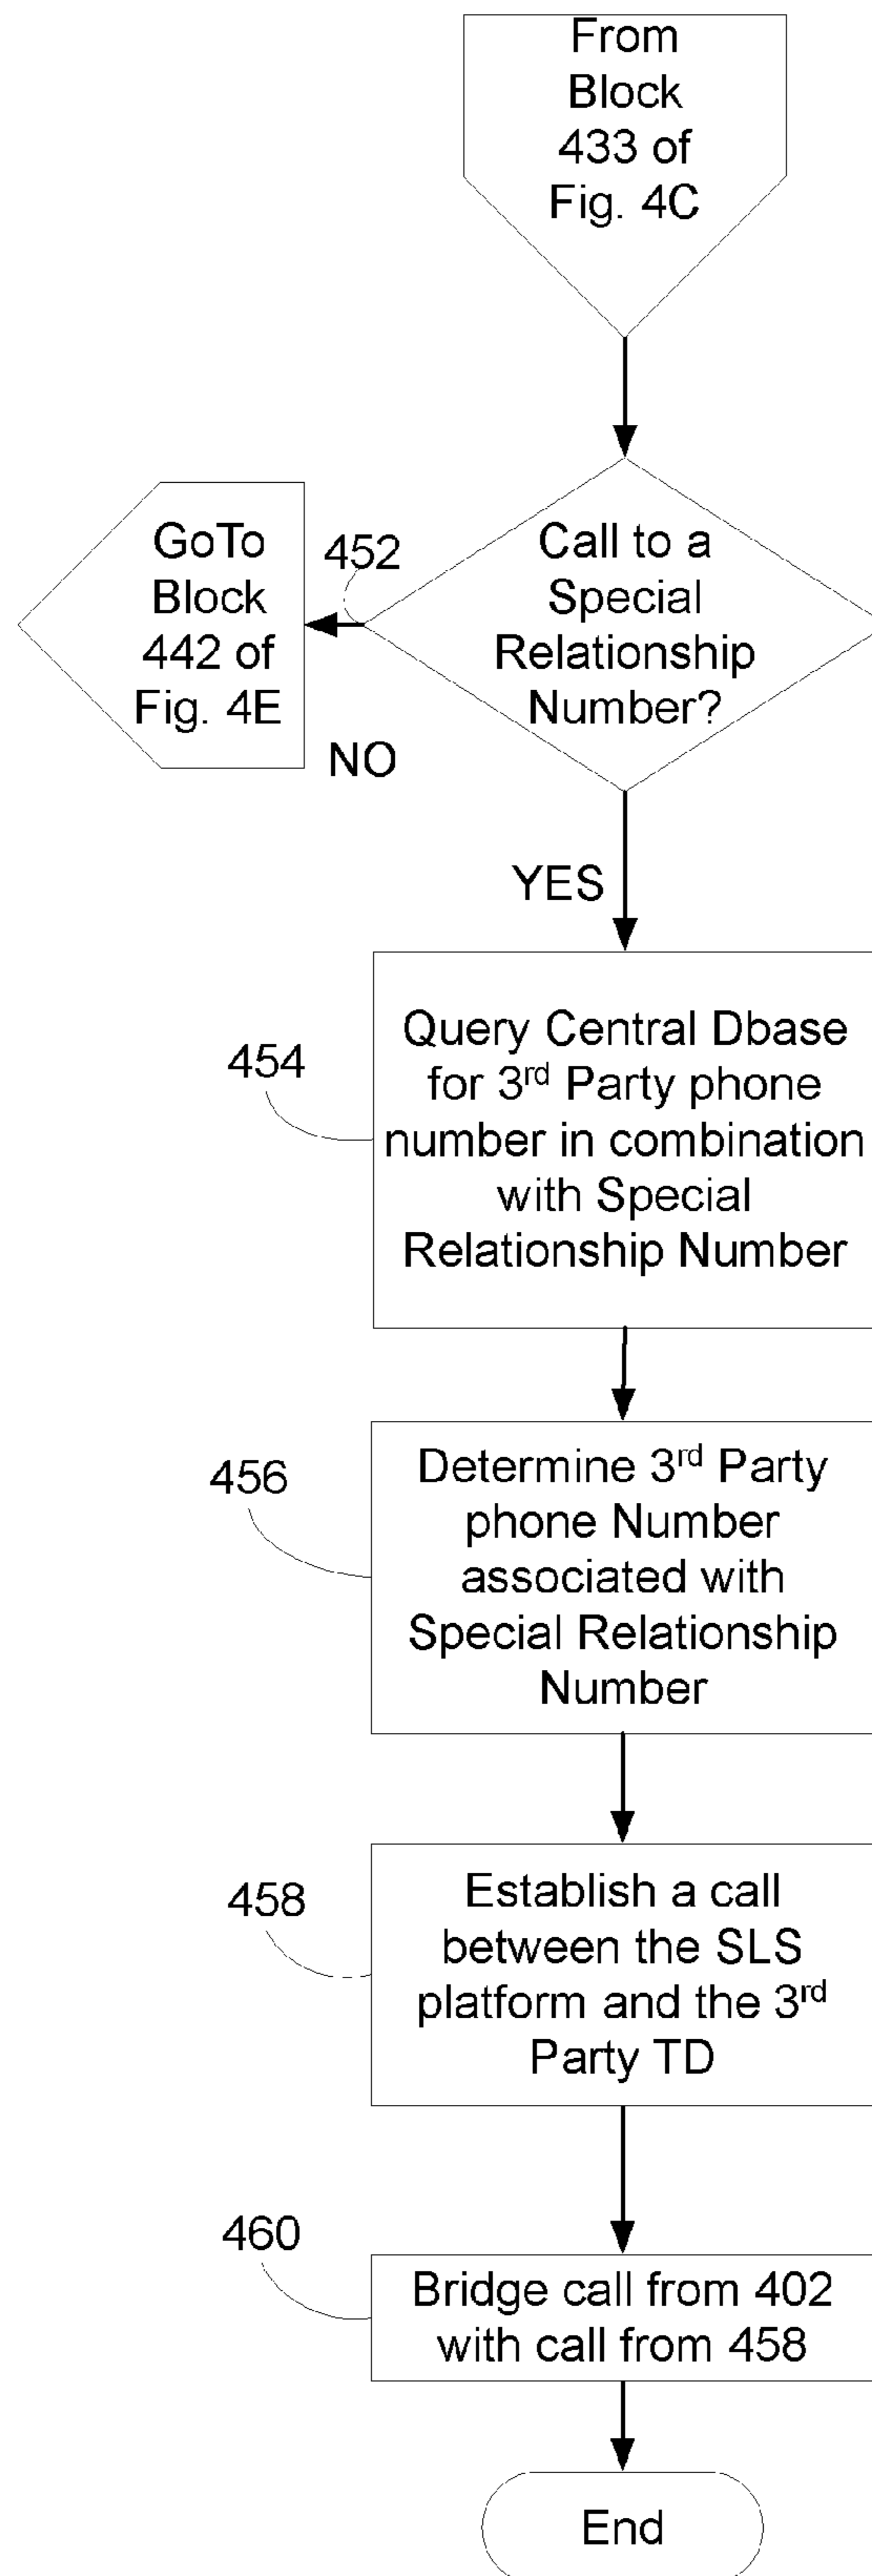 From
Block
433 of
Fig. 4C
GoTo
Block
442 of
Fig. 4E
452
NO
Call to a
Special
Relationship
Number?
YES
454
Query Central Dbase
for 3rd Party phone
number in combination
with Special
Relationship Number
456
Determine 3rd Party
phone Number
associated with
Special Relationship
Number
458
Establish a call
between the SLS
platform and the 3rd
Party TD
460
Bridge call from 402
with call from 458
End